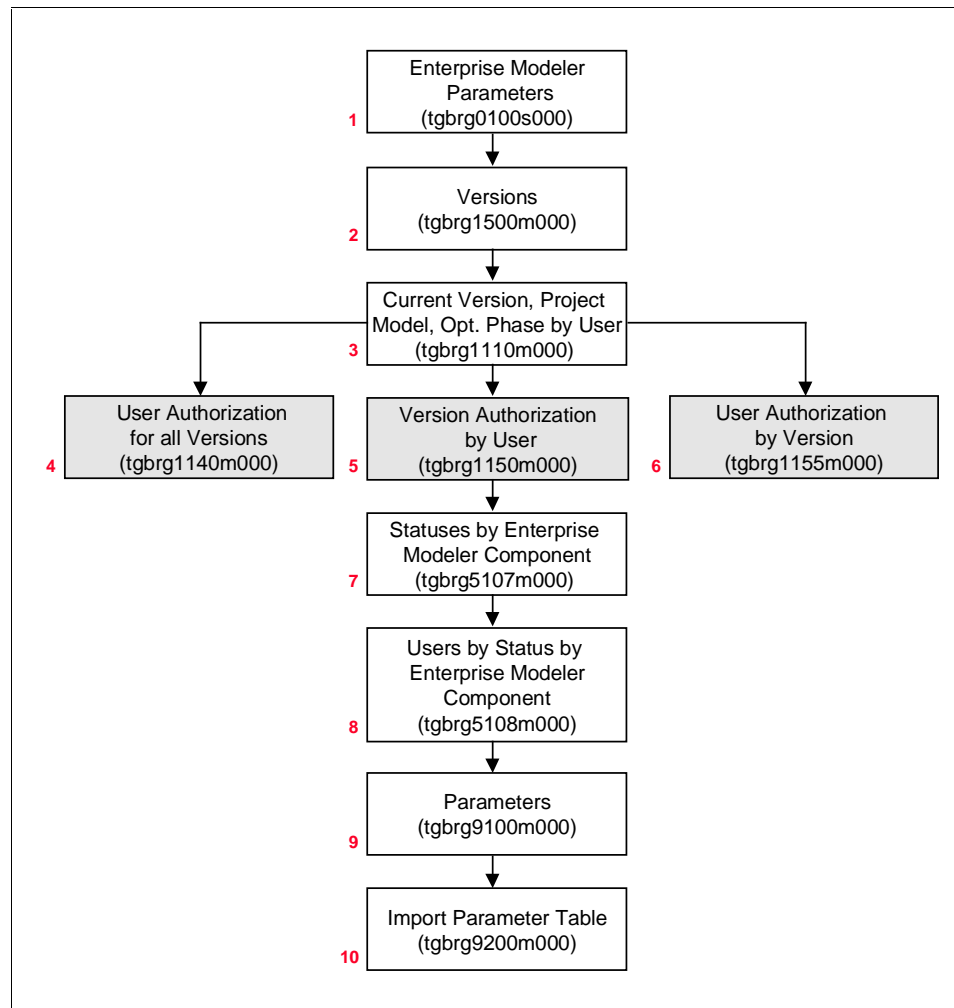 Enterprise Modeler
Parameters
(tgbrg0100s000)
1
Versions
(tgbrg1500m000)
2
Current Version, Project
Model, Opt. Phase by User
(tgbrg1110m000)
3
User Authorization
for all Versions
(tgbrg1140m000)
4
Version Authorization
by User
(tgbrg1150m000)
5
User Authorization
by Version
(tgbrg1155m000)
6
Statuses by Enterprise
Modeler Component
(tgbrg5107m000)
7
Users by Status by
Enterprise Modeler
Component
(tgbrg5108m000)
8
Parameters
(tgbrg9100m000)
9
Import Parameter Table
(tgbrg9200m000)
10